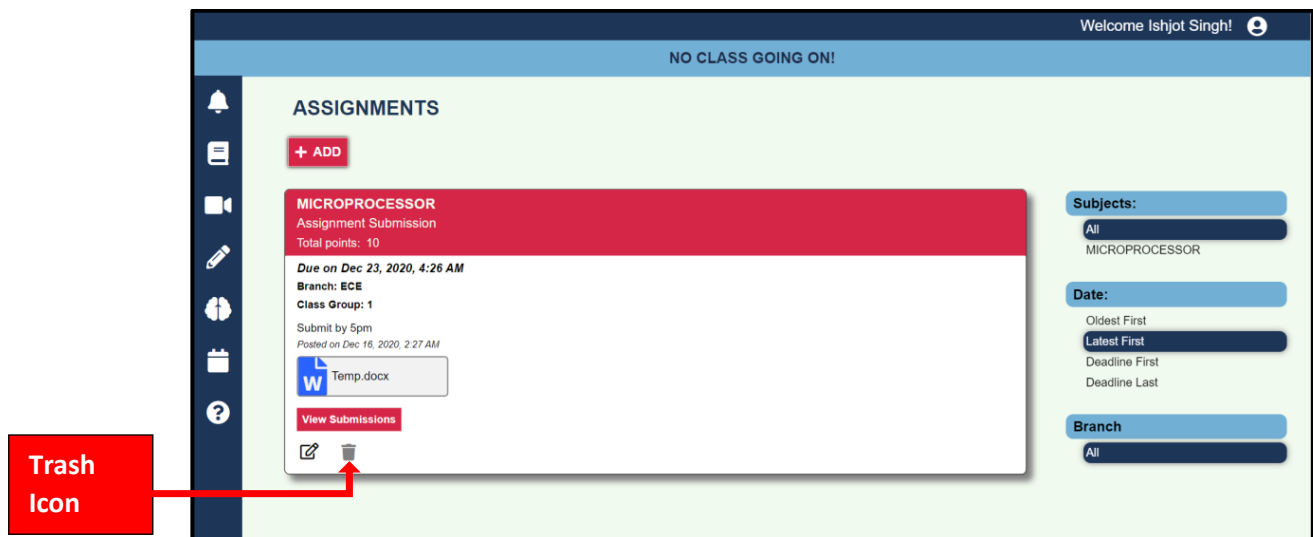 Welcome Ishjot Singh!
NO CLASS GOING ON!
ASSIGNMENTS
+ ADD
MICROPROCESSOR
Assignment Submission
Total points: 10
Due on Dec 23, 2020, 4:26 AM
Branch: ECE
Class Group: 1
Submit by 5pm
Posted on Dec 16, 2020, 2:27 AM
W Temp.docx
View Submissions
Subjects:
All
MICROPROCESSOR
Date:
Oldest First
Latest First
Deadline First
Deadline Last
Branch
All
Trash
Icon